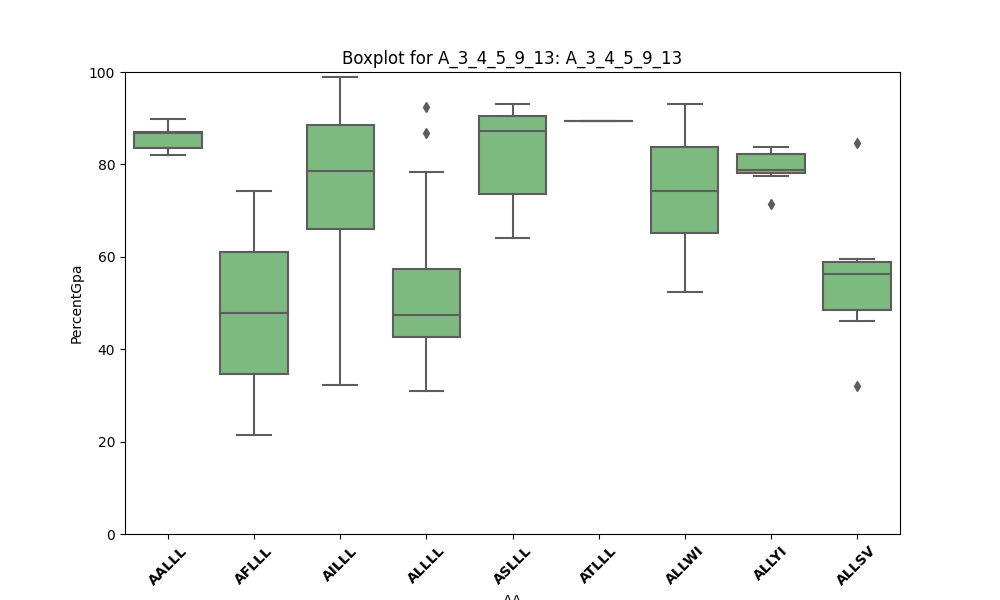 Boxplot for A_3_4_5_9_13: A_3_4_5_9_13
100
80
60
40
20
0
PercentGpa
AALLL
AFLLL
AILLL
ALLLL
ASLLL
ATLLL
ALLWI
ALLYI
ALLSV
AA